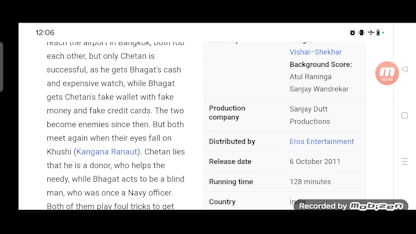 12:06
reach the airport in Bangkok, both rob
each other, but only Chetan is
successful, as he gets Bhagat's cash
and expensive watch, while Bhagat
gets Chetan's fake wallet with fake
money and fake credit cards. The two
become enemies since then. But both
meet again when their eyes fall on
Khushi (Kangana Ranaut). Chetan lies
that he is a donor, who helps the
needy, while Bhagat acts to be a blind
man, who was once a Navy officer.
Both of them play foul tricks to get
Vishal–Shekhar
Background Score:
Atul Raninga
Sanjay Wandrekar
Production company Sanjay Dutt
Productions
Distributed by Eros Entertainment
Release date 6 October 2011
Running time 128 minutes
Country
Recorded by MOBIZEN